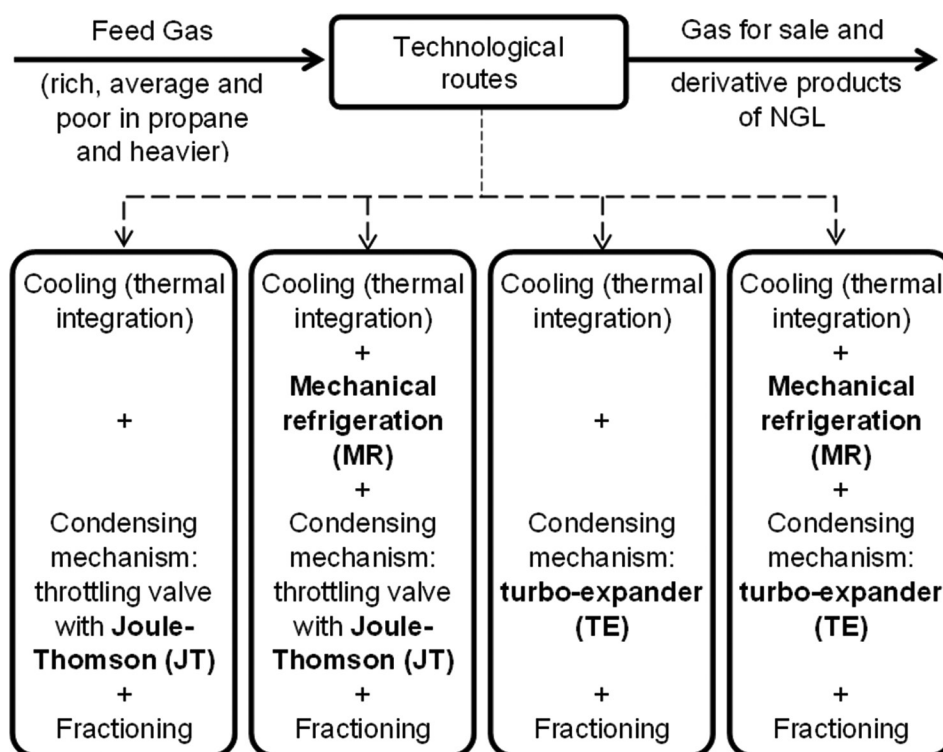 Feed Gas
(rich, average and
poor in propane
and heavier)
Technological
routes
Gas for sale and
derivative products
of NGL
Cooling (thermal
integration)
+
Condensing
mechanism:
throttling valve
with Joule-
Thomson (JT)
+
Fractioning
Cooling (thermal
integration)
+
Mechanical
refrigeration
(MR)
+
Condensing
mechanism:
throttling valve
with Joule-
Thomson (JT)
+
Fractioning
Cooling (thermal
integration)
+
Condensing
mechanism:
turbo-expander
(TE)
+
Fractioning
Cooling (thermal
integration)
+
Mechanical
refrigeration
(MR)
+
Condensing
mechanism:
turbo-expander
(TE)
+
Fractioning